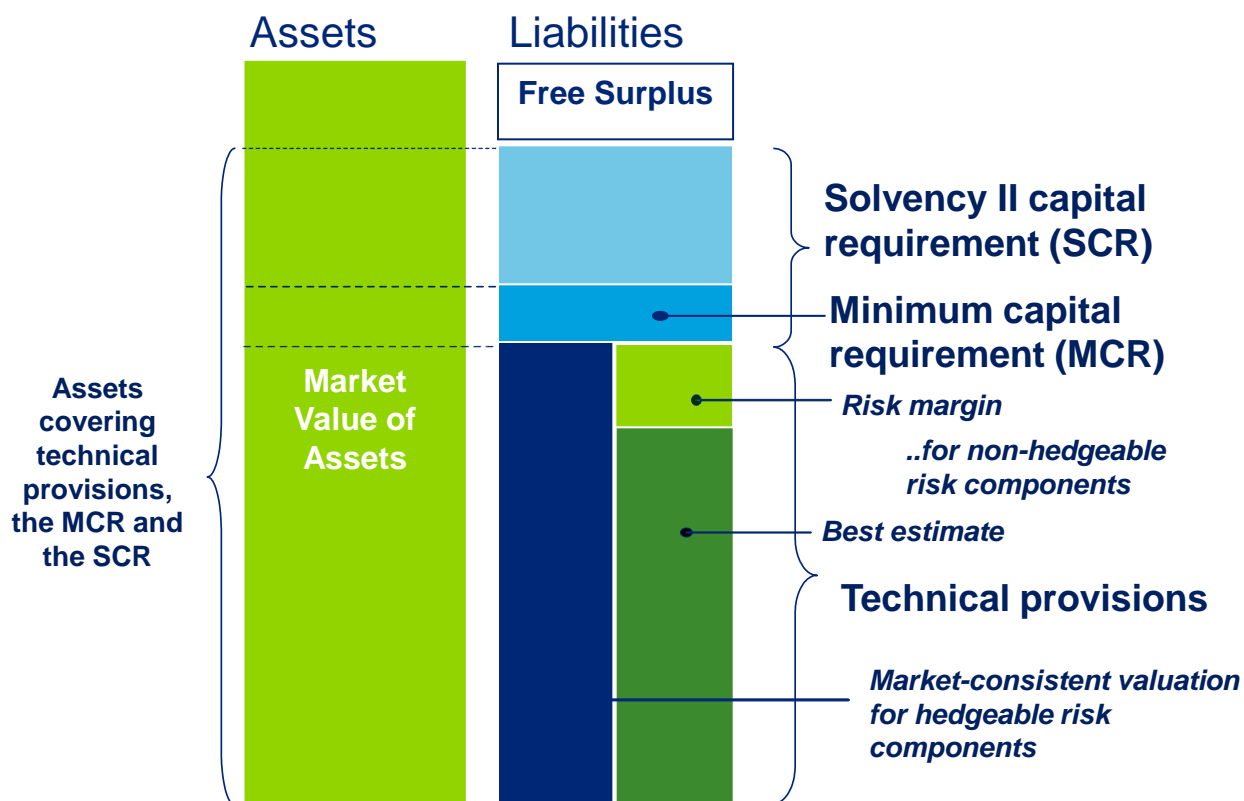 Assets
Liabilities
Free Surplus
Solvency II capital
requirement (SCR)
Minimum capital
requirement (MCR)
Assets
covering
technical
provisions,
the MCR and
the SCR
Market
Value of
Assets
Risk margin
..for non-hedgeable
risk components
Best estimate
Technical provisions
Market-consistent valuation
for hedgeable risk
components